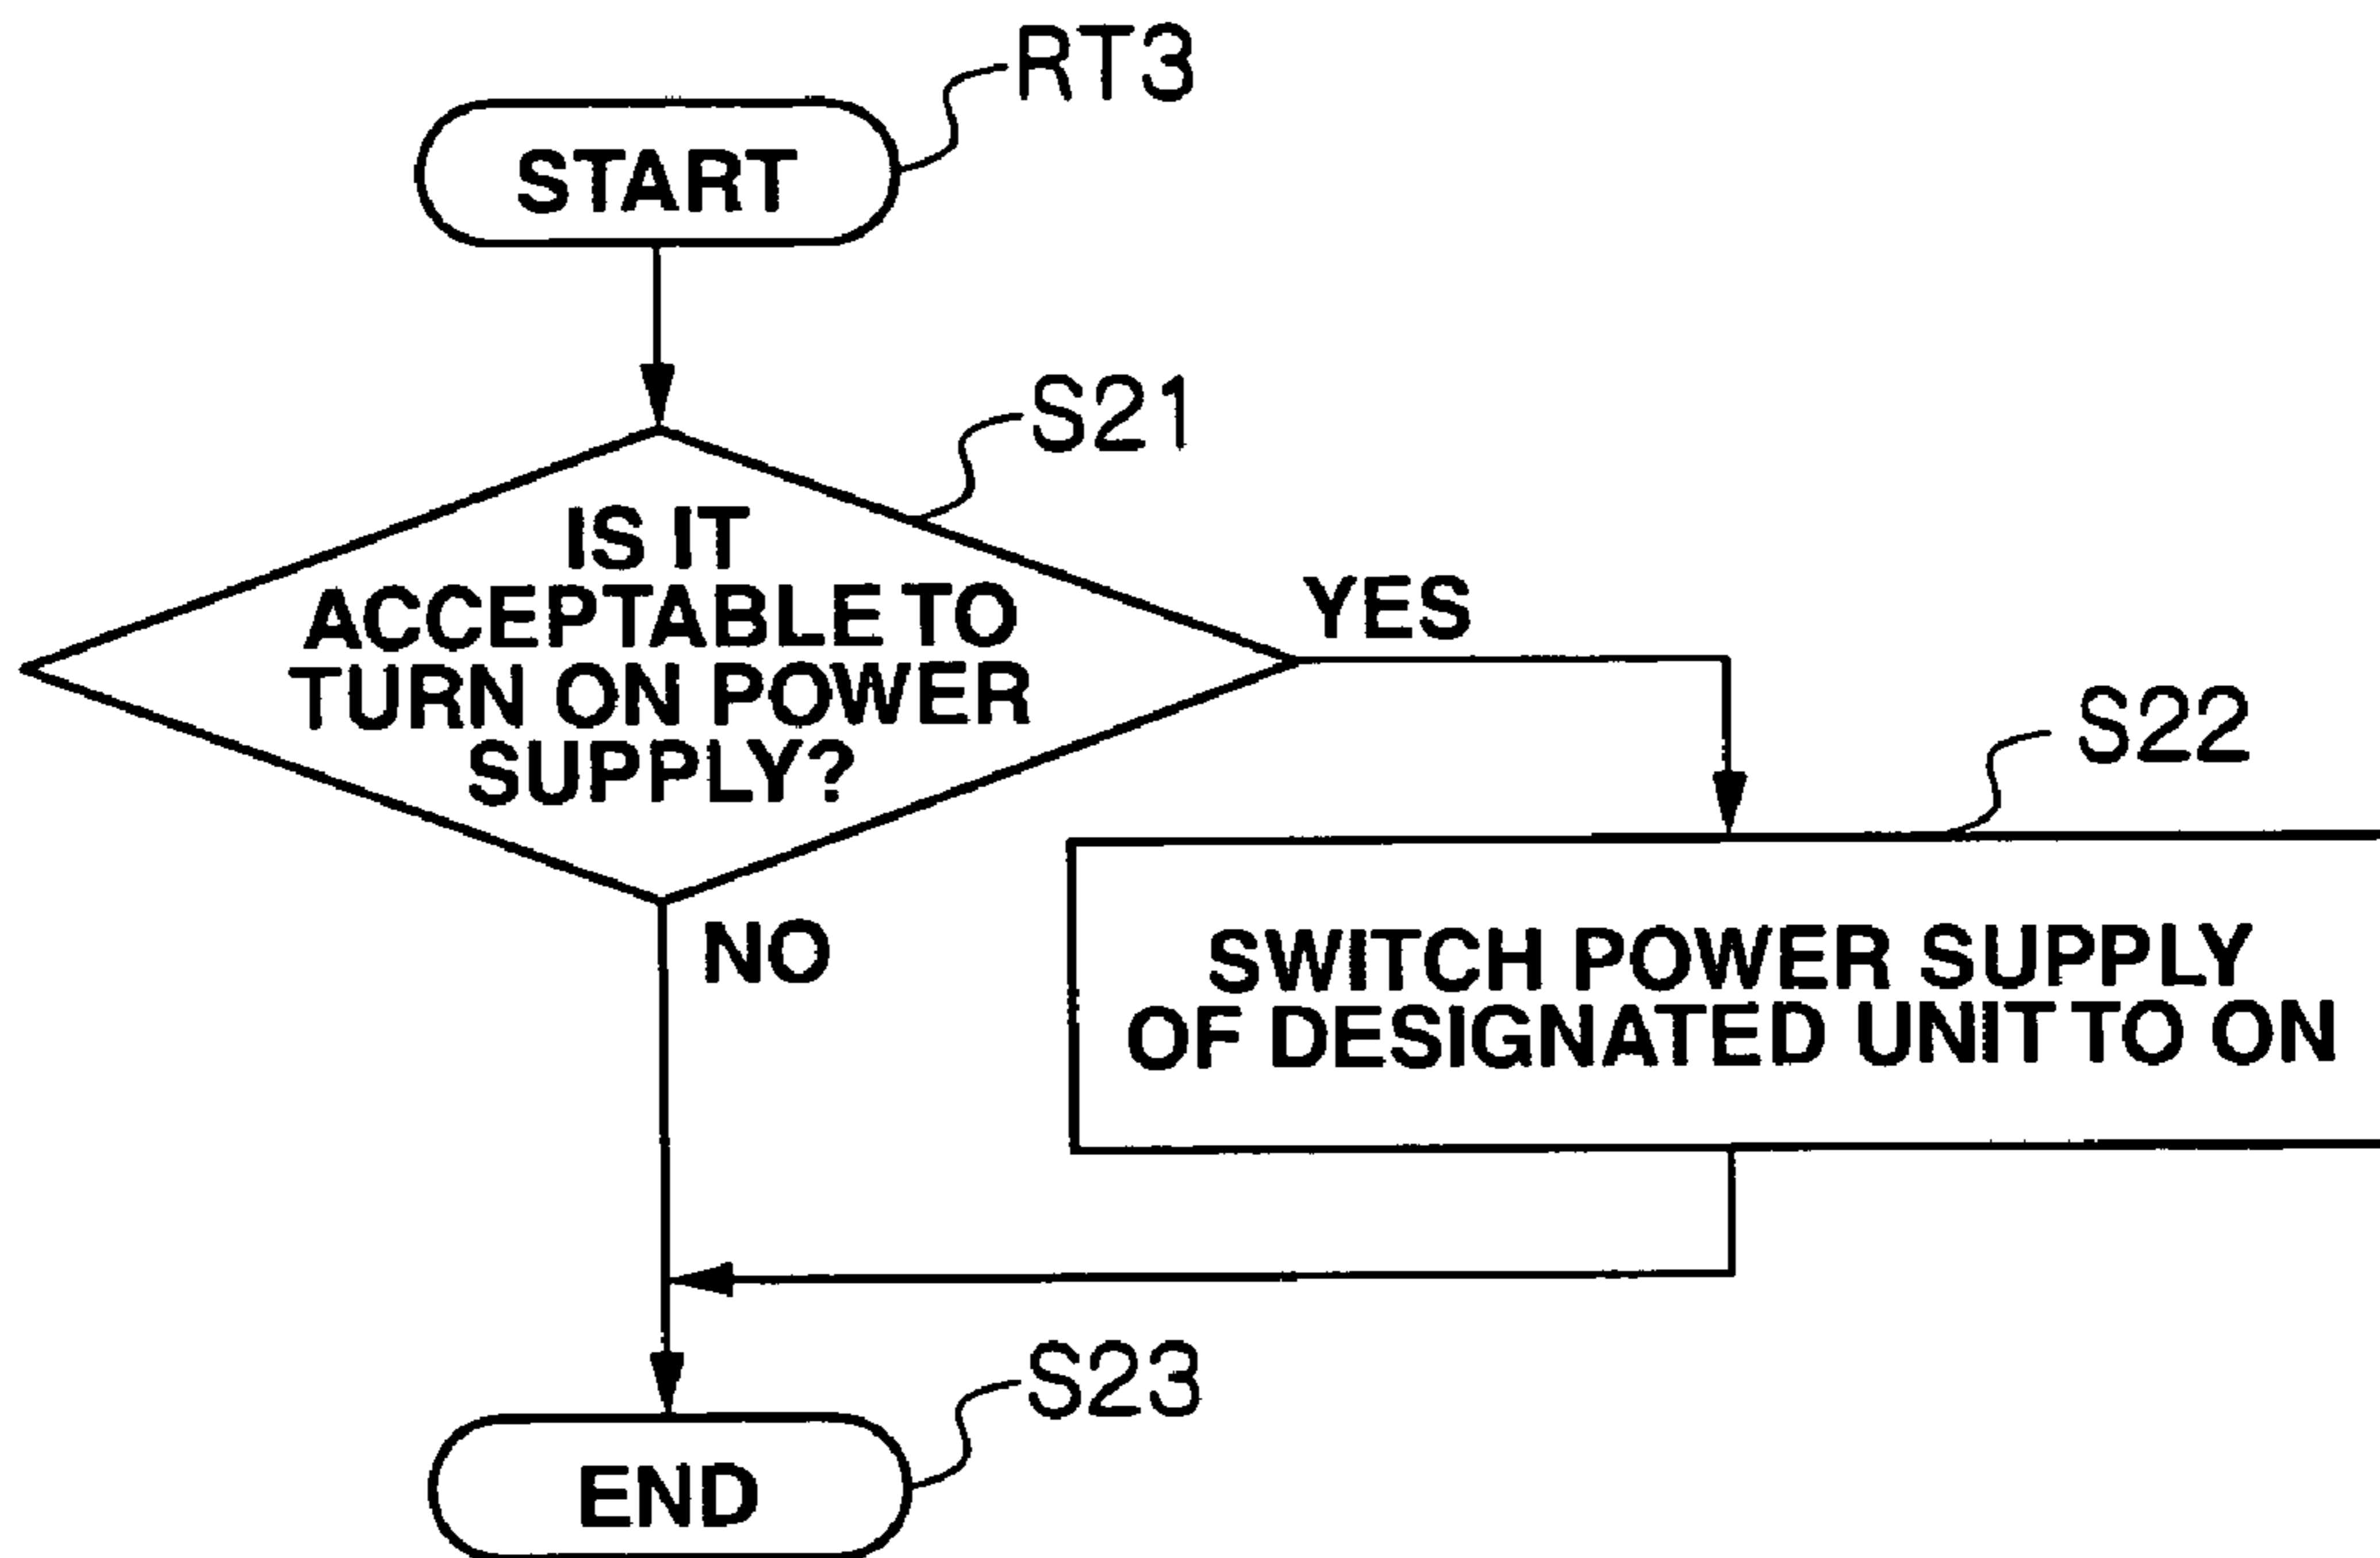 RT3
START
S21
IS IT
ACCEPTABLE TO
TURN ON POWER
SUPPLY?
YES
S22
NO
SWITCH POWER SUPPLY
OF DESIGNATED UNIT TO ON
S23
END